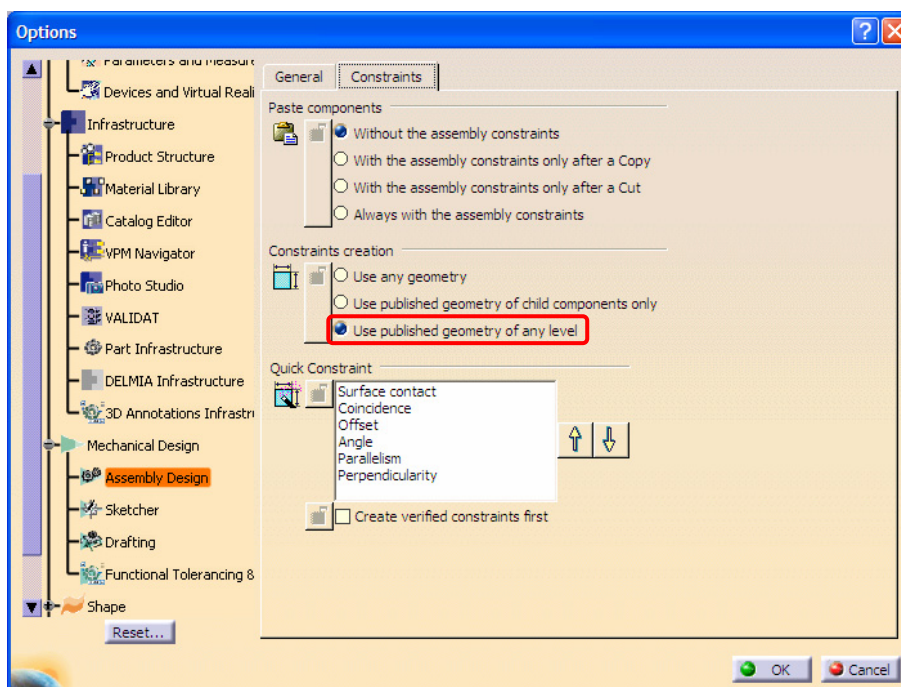 Options
Parameters and Measure
Devices and Virtual Reali
Infrastructure
Product Structure
Material Library
Catalog Editor
VPM Navigator
Photo Studio
VALIDAT
Part Infrastructure
DELMIA Infrastructure
3D Annotations Infrastr
Mechanical Design
Assembly Design
Sketcher
Drafting
Functional Tolerancing &
Shape
Reset...
General
Constraints
Paste components
Without the assembly constraints
With the assembly constraints only after a Copy
With the assembly constraints only after a Cut
Always with the assembly constraints
Constraints creation
Use any geometry
Use published geometry of child components only
Use published geometry of any level
Quick Constraint
Surface contact
Coincidence
Offset
Angle
Parallelism
Perpendicularity
Create verified constraints first
OK
Cancel